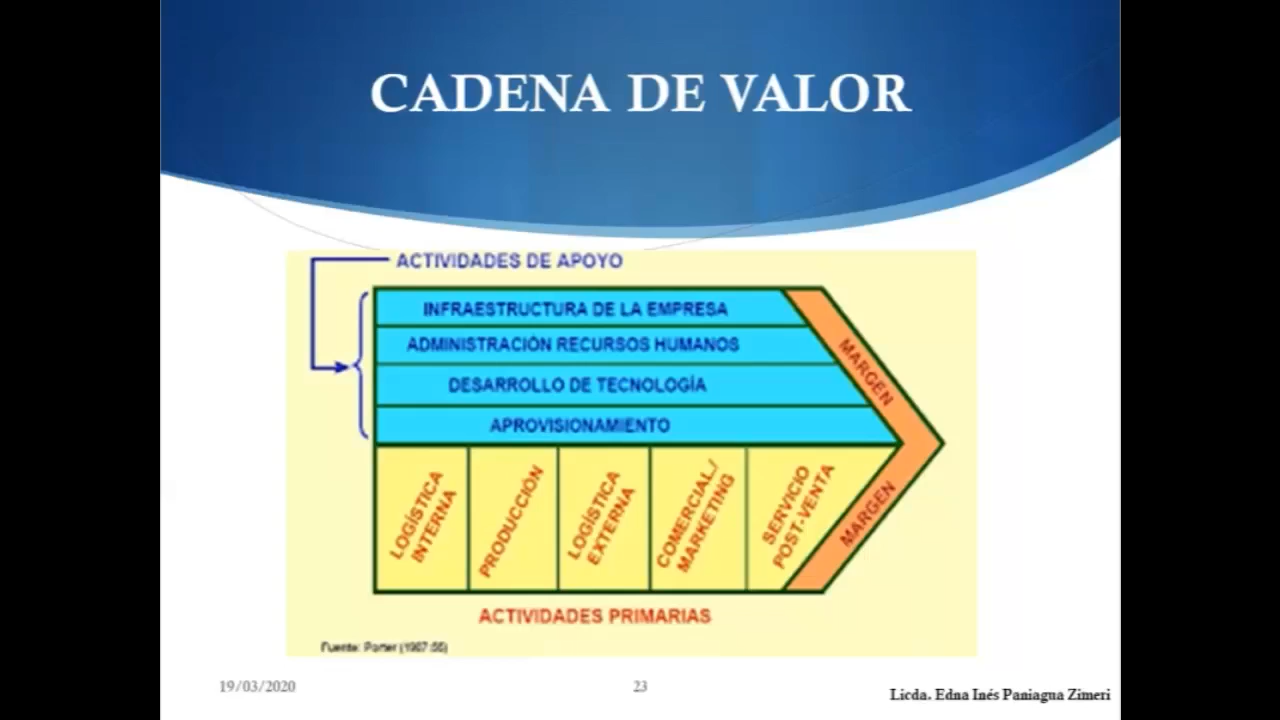 CADENA DE VALOR
ACTIVIDADES DE APOYO
INFRAESTRUCTURA DE LA EMPRESA
ADMINISTRACIÓN RECURSOS HUMANOS
DESARROLLO DE TECNOLOGÍA
APROVISIONAMIENTO
MARGEN
LOGÍSTICA
INTERNA
PRODUCCIÓN
LOGÍSTICA
EXTERNA
COMERCIAL/
MARKETING
SERVICIO
POST-VENTA
MARGEN
ACTIVIDADES PRIMARIAS
Fuente: Porter
19/03/2020
23
Licda. Edna Inés Paniagua Zimeri